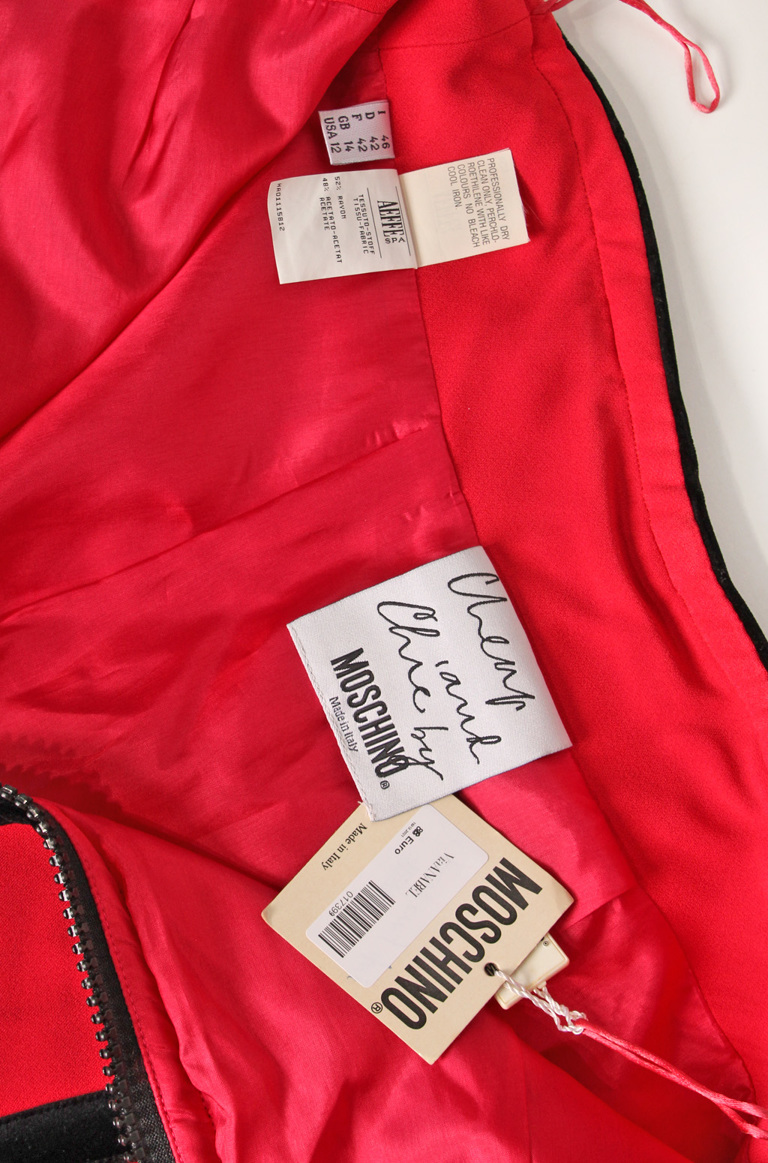 I 46
D 42
F 42
GB 14
USA 12
PROFESSIONALLY DRY
CLEAN ONLY, PERCHLO-
ROETHILENE WITH LIKE
COLOURS NO BLEACH
COOL IRON
AEFFE SPA
TESSUTO-STOFF
TISSU-FABRIC
52% RAYON
48% ACETATO-ACETAT
ACETATE
Cheap
and
Chic by
MOSCHINO®
Made in Italy
MOSCHINO®
Euro
017399
Made in Italy